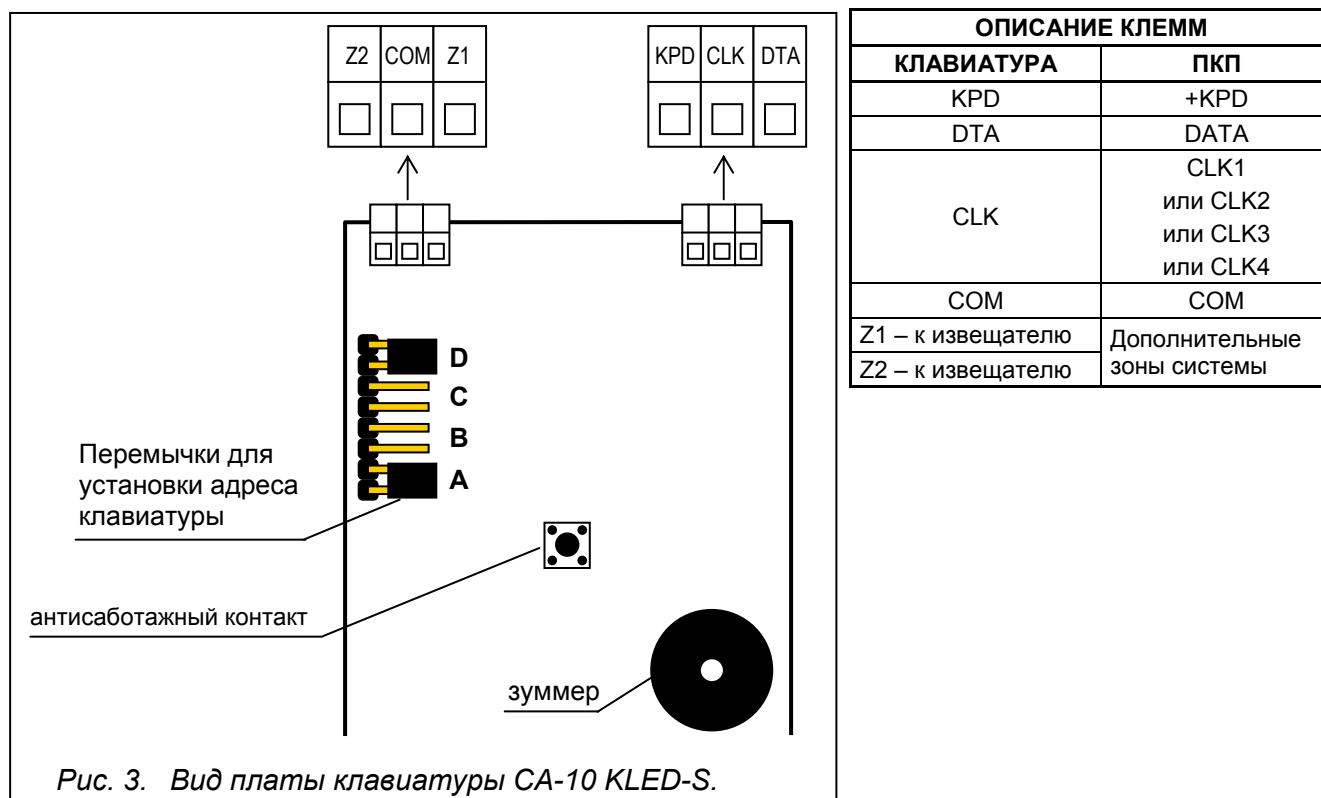 Z2 COM Z1
KPD CLK DTA
D
C
B
A
Перемычки для
установки адреса
клавиатуры
антисаботажный контакт
зуммер
Рис. 3. Вид платы клавиатуры CA-10 KLED-S.
ОПИСАНИЕ КЛЕММ
КЛАВИАТУРА ПКП
KPD +KPD
DTA DATA
CLK
CLK1
или CLK2
или CLK3
или CLK4
COM COM
Z1 – к извещателю
Z2 – к извещателю
Дополнительные
зоны системы